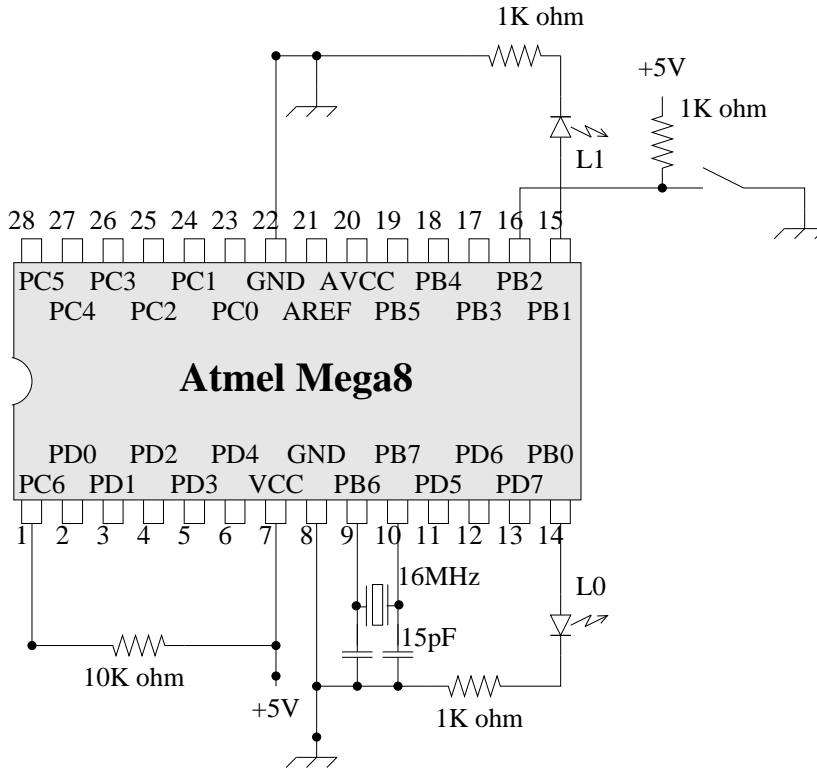 1K ohm
+5V
1K ohm
L1
28 27 26 25 24 23 22 21 20 19 18 17 16 15
PC5 PC3 PC1 GND AVCC PB4 PB2
PC4 PC2 PC0 AREF PB5 PB3 PB1
Atmel Mega8
PD0 PD2 PD4 GND PB7 PD6 PB0
PC6 PD1 PD3 VCC PB6 PD5 PD7
1 2 3 4 5 6 7 8 9 10 11 12 13 14
16MHz
L0
15pF
10K ohm
+5V
1K ohm